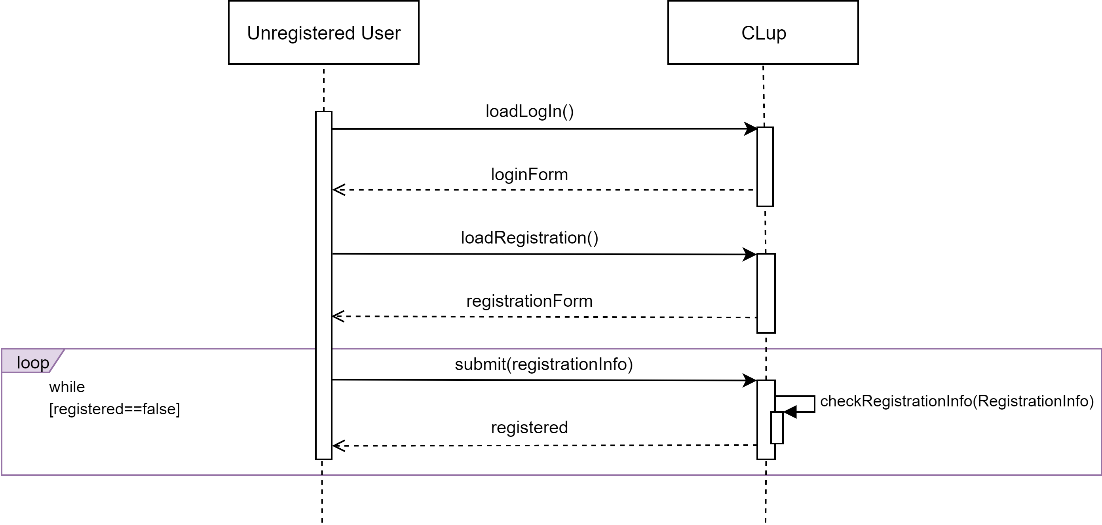 Unregistered User
CLup
loadLogIn()
loginForm
loadRegistration()
registrationForm
loop
submit(registrationInfo)
while
[registered==false]
checkRegistrationInfo(RegistrationInfo)
registered